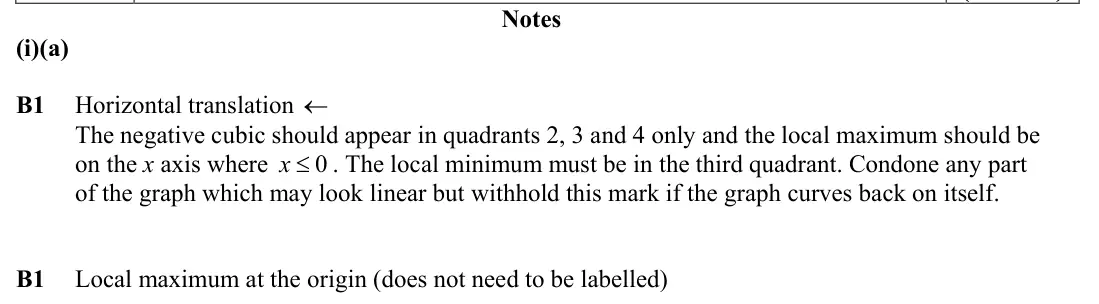 Notes
(i)(a)
B1 Horizontal translation ←
The negative cubic should appear in quadrants 2, 3 and 4 only and the local maximum should be
on the x axis where x ≤ 0 . The local minimum must be in the third quadrant. Condone any part
of the graph which may look linear but withhold this mark if the graph curves back on itself.
B1 Local maximum at the origin (does not need to be labelled)